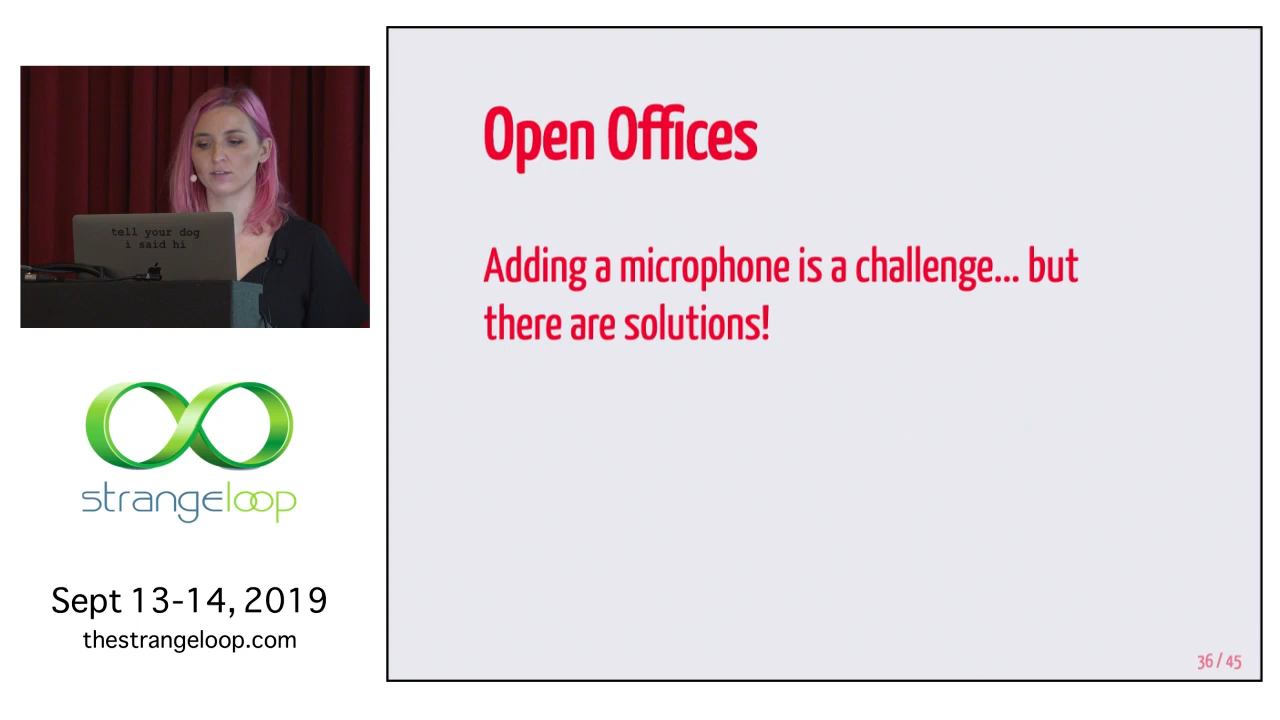 tell your dog
i said hi
strangeloop
Sept 13-14, 2019
thestrangeloop.com
Open Offices
Adding a microphone is a challenge... but
there are solutions!
36 / 45